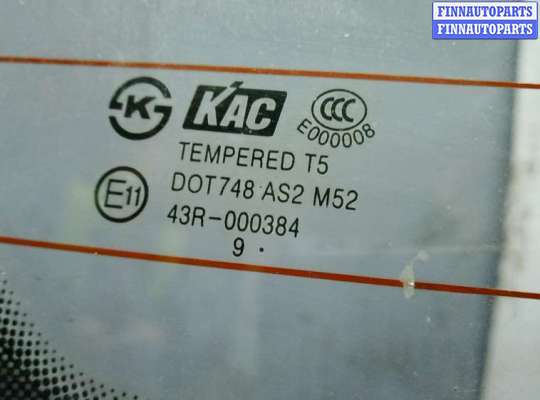 FINNAUTOPARTS
FINNAUTOPARTS
K KAC CCC
E000008
TEMPERED T5
E11 DOT748 AS2 M52
43R-000384
9 .